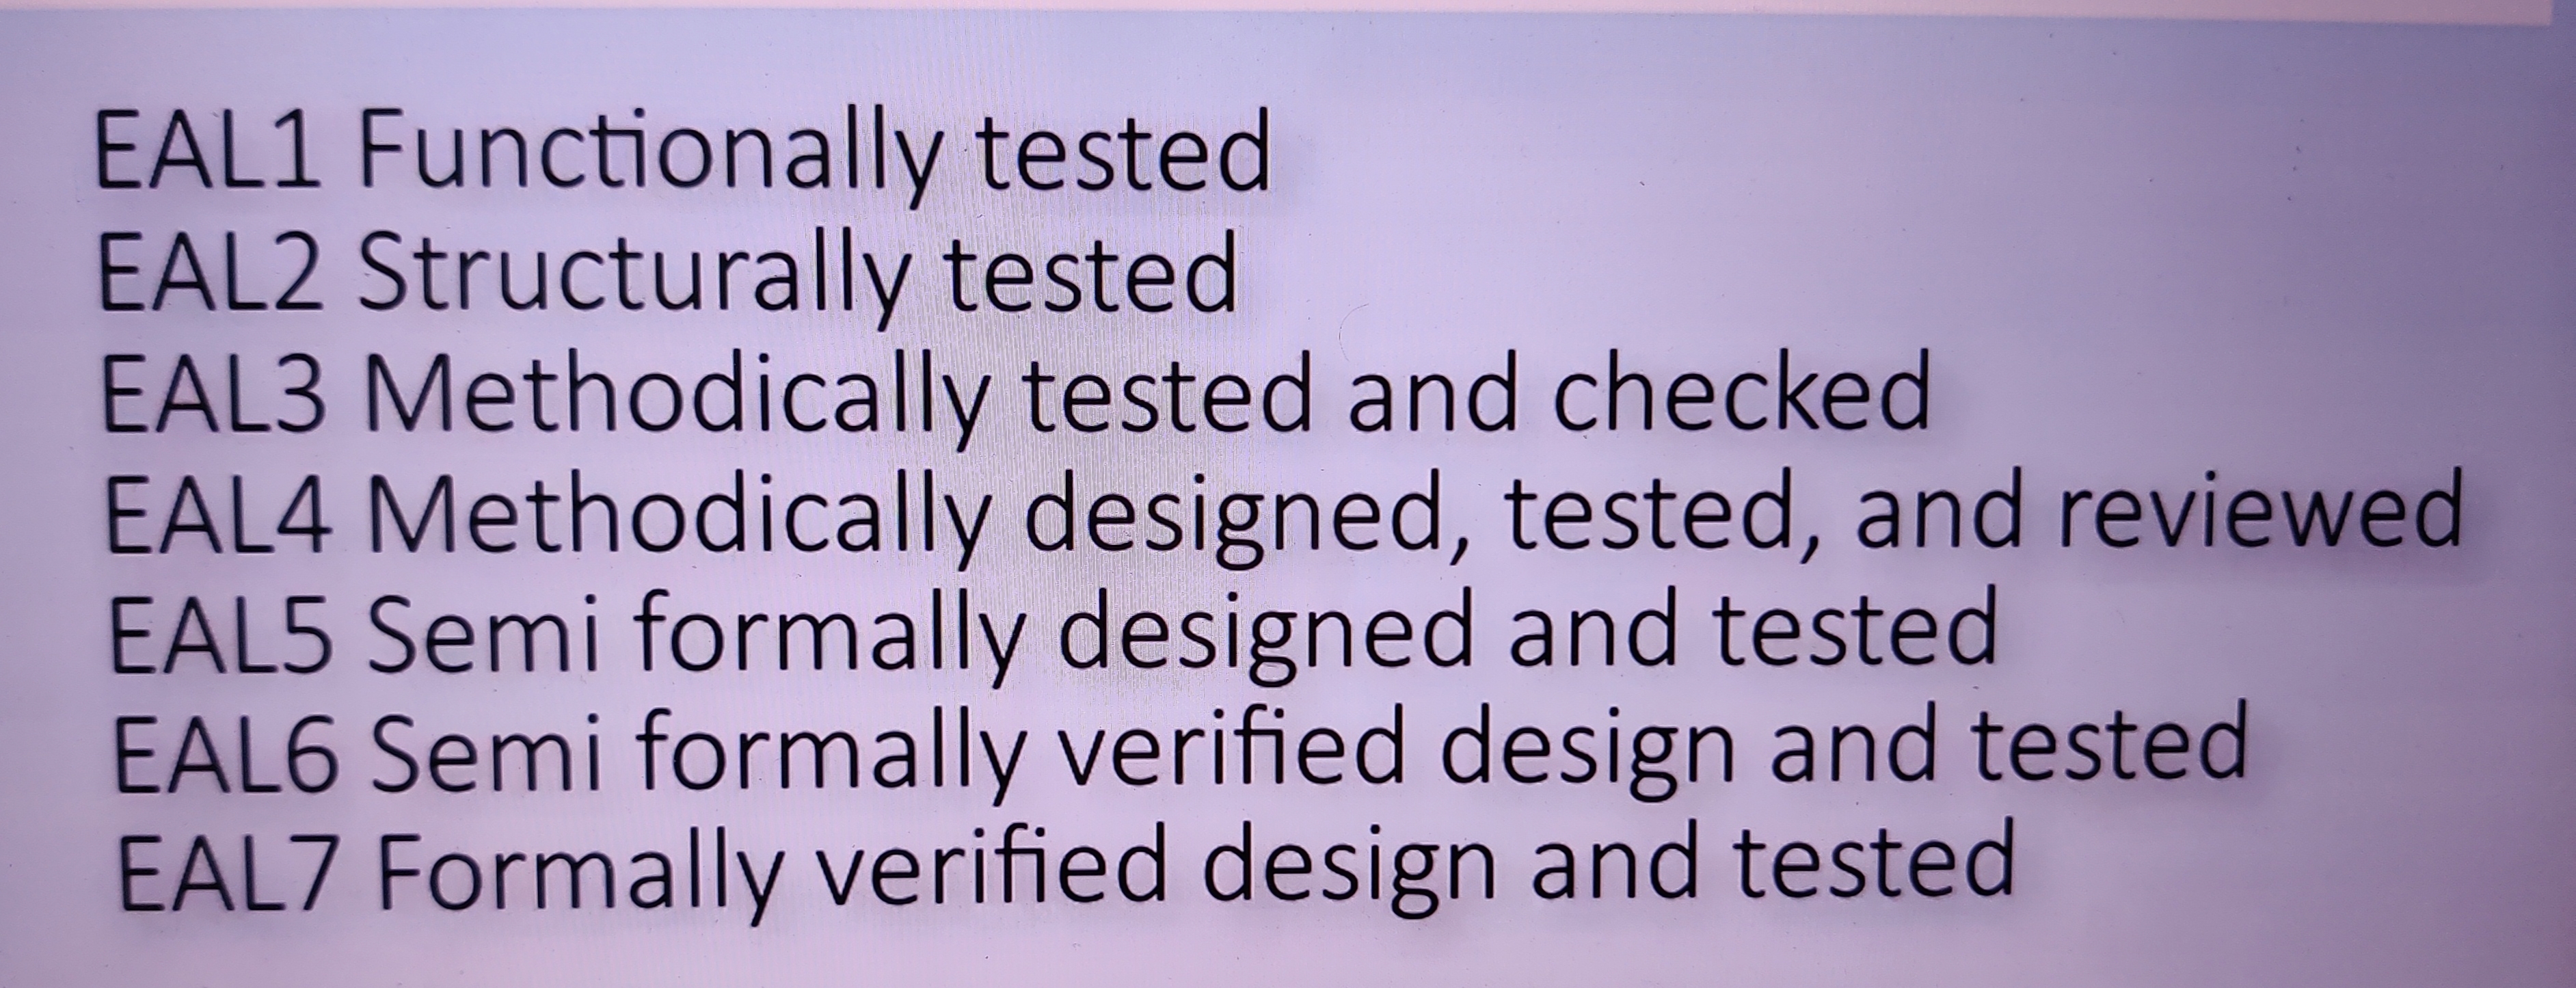 EAL1 Functionally tested
EAL2 Structurally tested
EAL3 Methodically tested and checked
EAL4 Methodically designed, tested, and reviewed
EAL5 Semi formally designed and tested
EAL6 Semi formally verified design and tested
EAL7 Formally verified design and tested